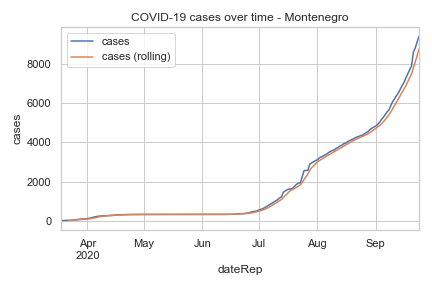 COVID-19 cases over time - Montenegro
cases
cases (rolling)
8000
6000
4000
2000
0
cases
Apr
2020
May
Jun
Jul
Aug
Sep
dateRep